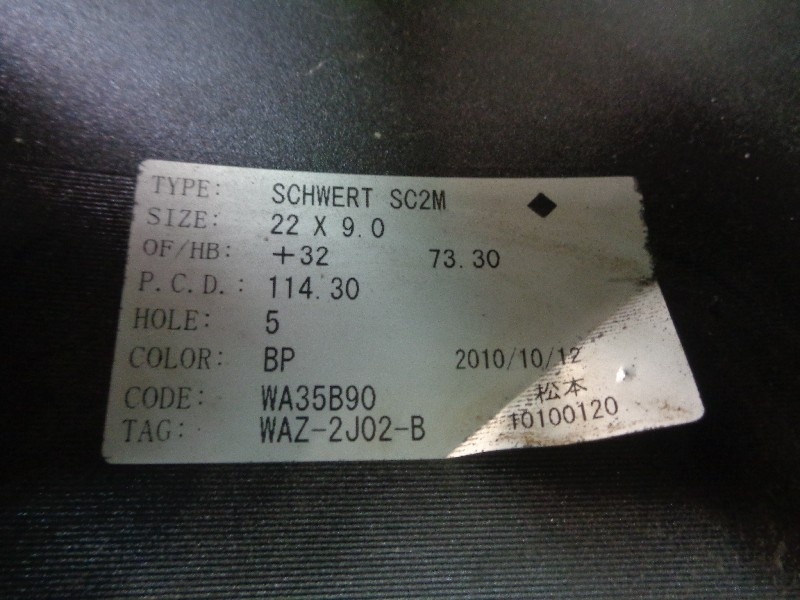 TYPE: SCHWERT SC2M ◆
SIZE: 22 X 9.0
OF/HB: +32 73.30
P.C.D.: 114.30
HOLE: 5
COLOR: BP 2010/10/12
CODE: WA35B90 松本
TAG: WAZ-2J02-B 10100120